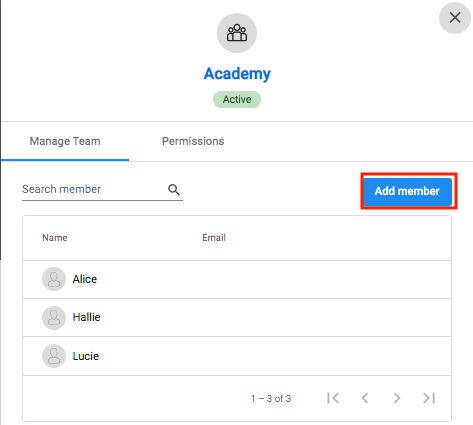 Academy
Active
Manage Team Permissions
Search member
Add member
Name Email
Alice
Hallie
Lucie
1 – 3 of 3